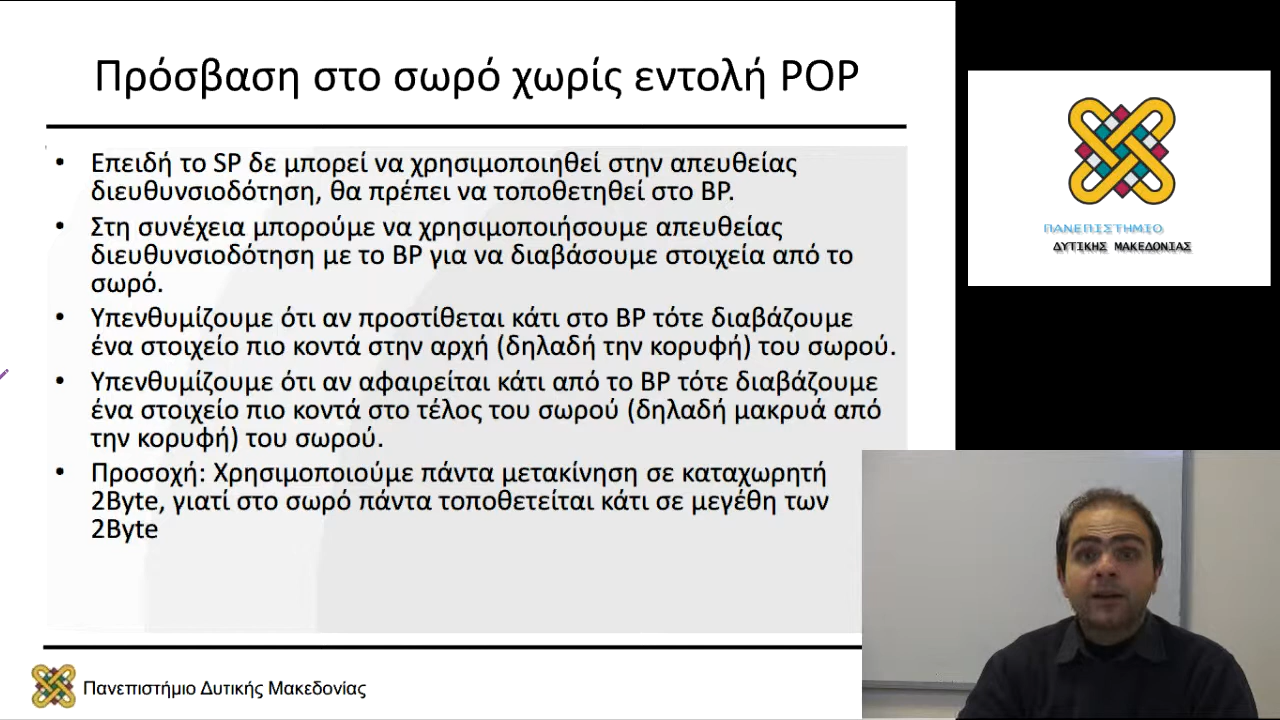 Πρόσβαση στο σωρό χωρίς εντολή POP
• Επειδή το SP δε μπορεί να χρησιμοποιηθεί στην απευθείας
διευθυνσιοδότηση, θα πρέπει να τοποθετηθεί στο BP.
• Στη συνέχεια μπορούμε να χρησιμοποιήσουμε απευθείας
διευθυνσιοδότηση με το BP για να διαβάσουμε στοιχεία από το
σωρό.
• Υπενθυμίζουμε ότι αν προστίθεται κάτι στο BP τότε διαβάζουμε
ένα στοιχείο πιο κοντά στην αρχή (δηλαδή την κορυφή) του σωρού.
• Υπενθυμίζουμε ότι αν αφαιρείται κάτι από το BP τότε διαβάζουμε
ένα στοιχείο πιο κοντά στο τέλος του σωρού (δηλαδή μακρυά από
την κορυφή) του σωρού.
• Προσοχή: Χρησιμοποιούμε πάντα μετακίνηση σε καταχωρητή
2Byte, γιατί στο σωρό πάντα τοποθετείται κάτι σε μεγέθη των
2Byte
Πανεπιστήμιο Δυτικής Μακεδονίας
ΠΑΝΕΠΙΣΤΗΜΙΟ
ΔΥΤΙΚΗΣ ΜΑΚΕΔΟΝΙΑΣ